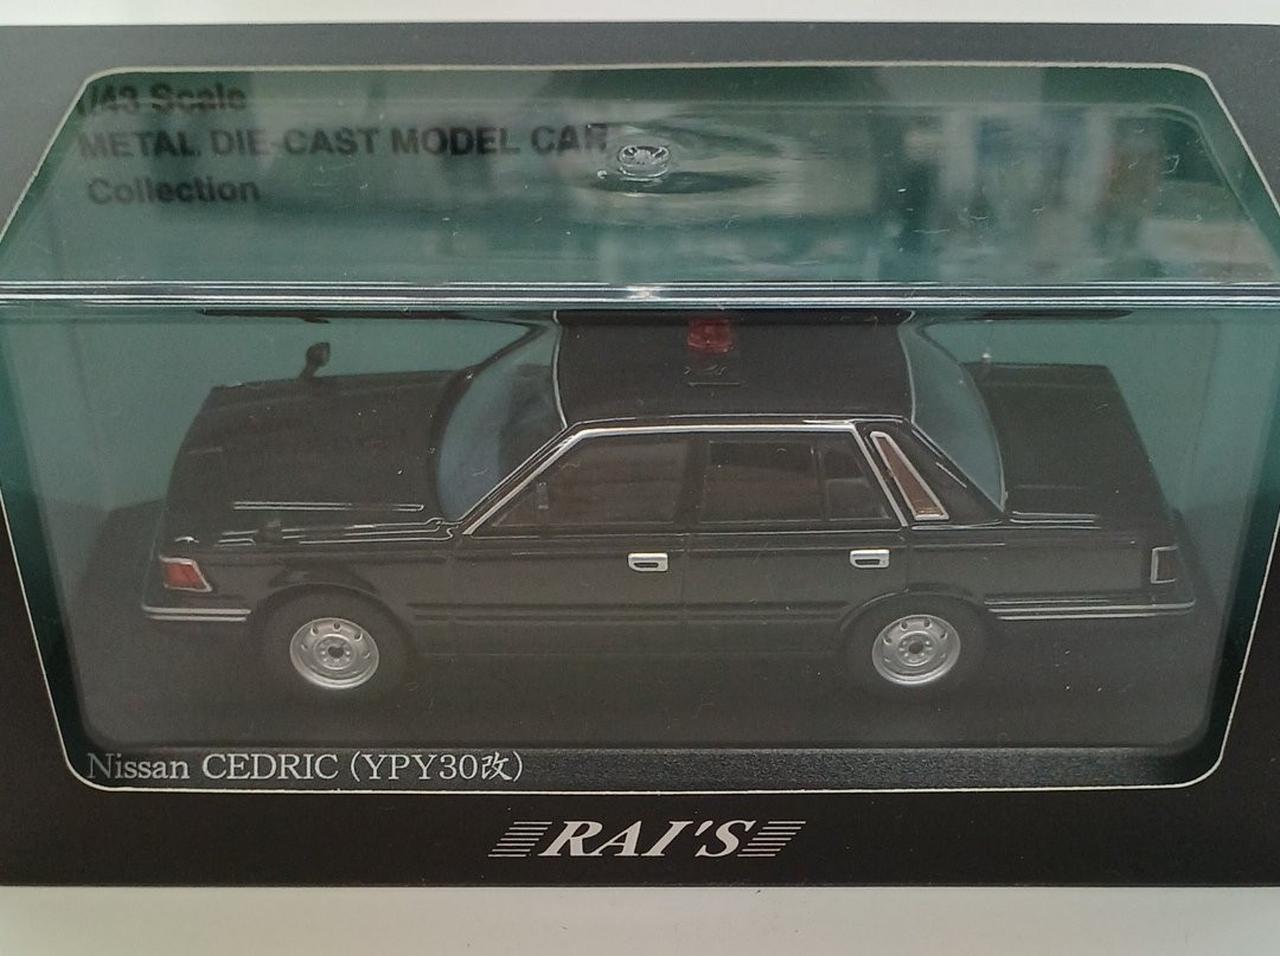 1/43 Scale
METAL DIE-CAST MODEL CAR
Collection
Nissan CEDRIC (YPY30改)
RAI'S